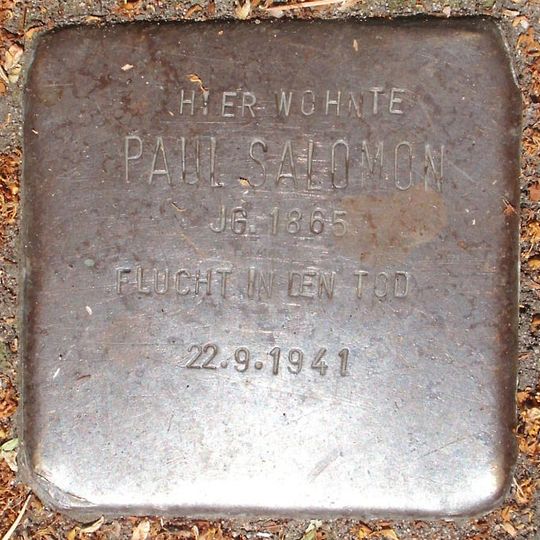 HIER WOHNTE
PAUL SALOMON
JG. 1865
FLUCHT IN DEN TOD
22.9.1941